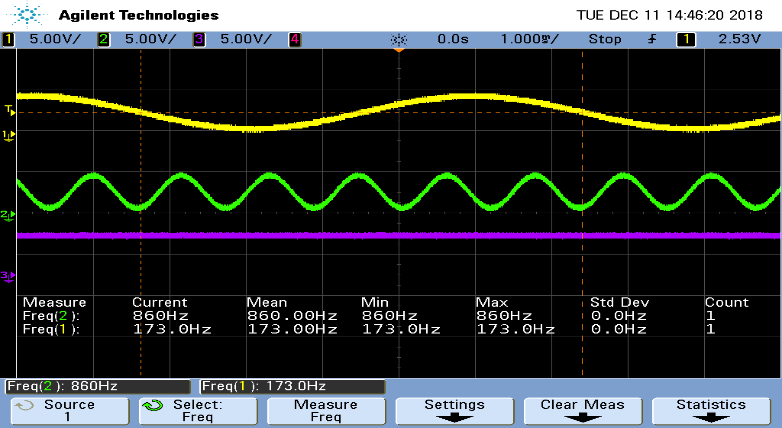 Agilent Technologies TUE DEC 11 14:46:20 2018
1 5.00V/ 2 5.00V/ 3 5.00V/ 4 0.0s 1.000ms/ Stop 1 2.53V
T
1
2
3
Measure Current Mean Min Max Std Dev Count
Freq(2): 860Hz 860.00Hz 860Hz 860Hz 0.0Hz 1
Freq(1): 173.0Hz 173.00Hz 173.0Hz 173.0Hz 0.0Hz 1
Freq(2): 860Hz Freq(1): 173.0Hz
Source Select: Measure Settings Clear Meas Statistics
1 Freq Freq